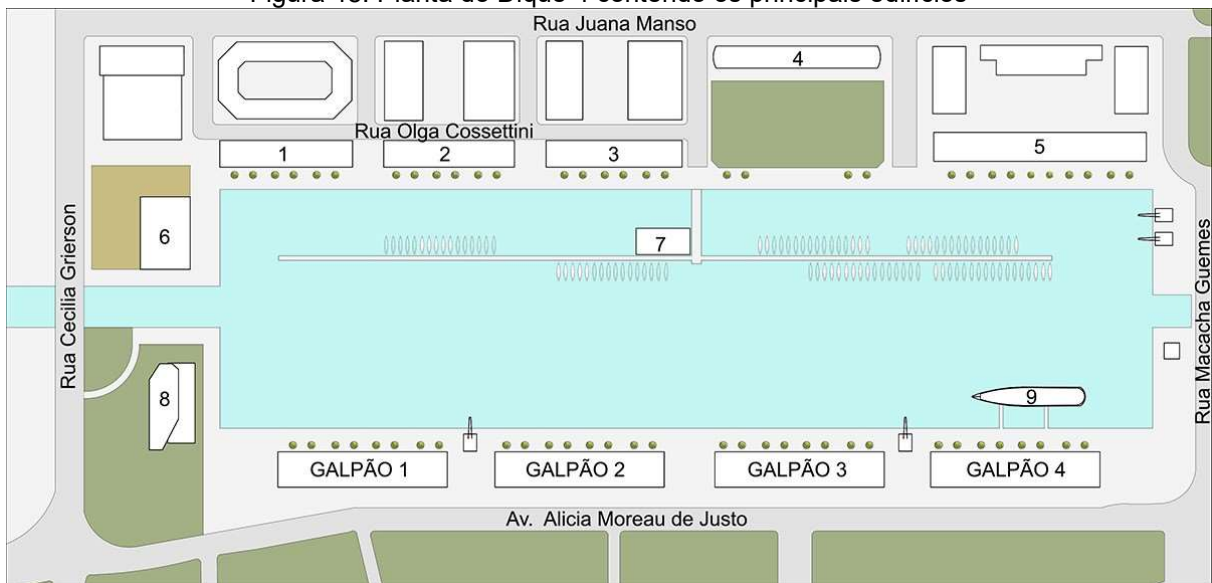 Planta do Dique 4 contendo os principais edifícios
Rua Juana Manso
4
Rua Olga Cossettini
1
2
3
5
6
7
Rua Cecilia Grierson
Rua Macacha Guemes
8
9
GALPÃO 1
GALPÃO 2
GALPÃO 3
GALPÃO 4
Av. Alicia Moreau de Justo